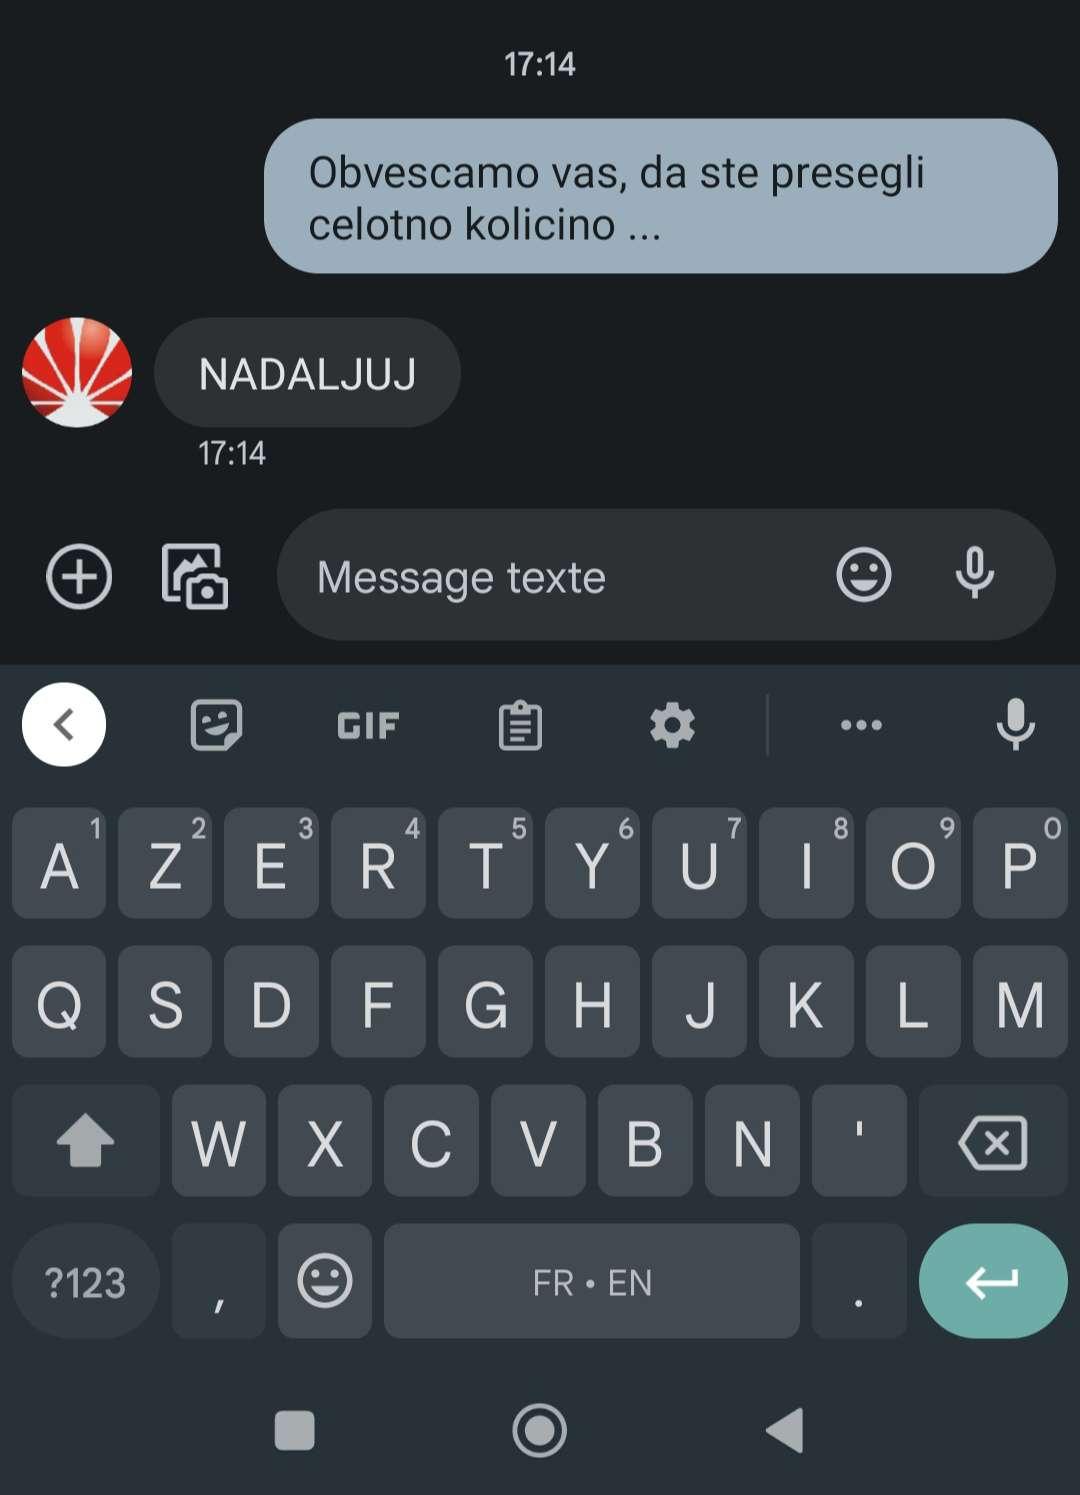 17:14
Obvescamo vas, da ste presegli
celotno kolicino ...
NADALJUJ
17:14
Message texte
GIF
1 2 3 4 5 6 7 8 9 0
A Z E R T Y U I O P
Q S D F G H J K L M
W X C V B N '
?123 , FR • EN .